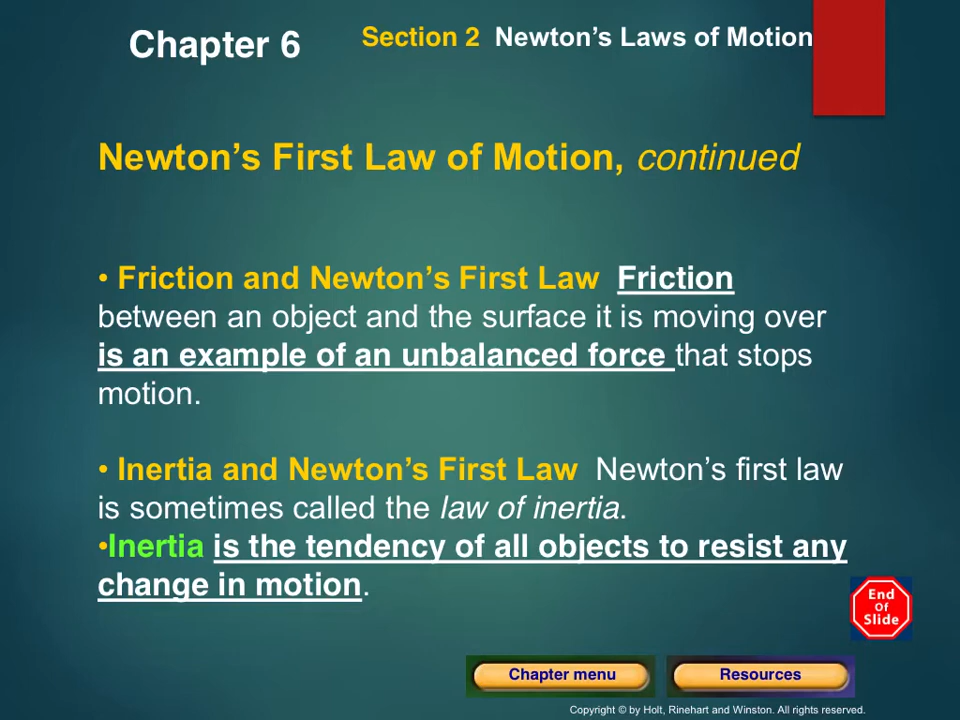 Chapter 6
Section 2 Newton’s Laws of Motion
Newton’s First Law of Motion, continued
• Friction and Newton’s First Law Friction
between an object and the surface it is moving over
is an example of an unbalanced force that stops
motion.
• Inertia and Newton’s First Law Newton’s first law
is sometimes called the law of inertia.
•Inertia is the tendency of all objects to resist any
change in motion.
End
Of
Slide
Chapter menu
Resources
Copyright © by Holt, Rinehart and Winston. All rights reserved.